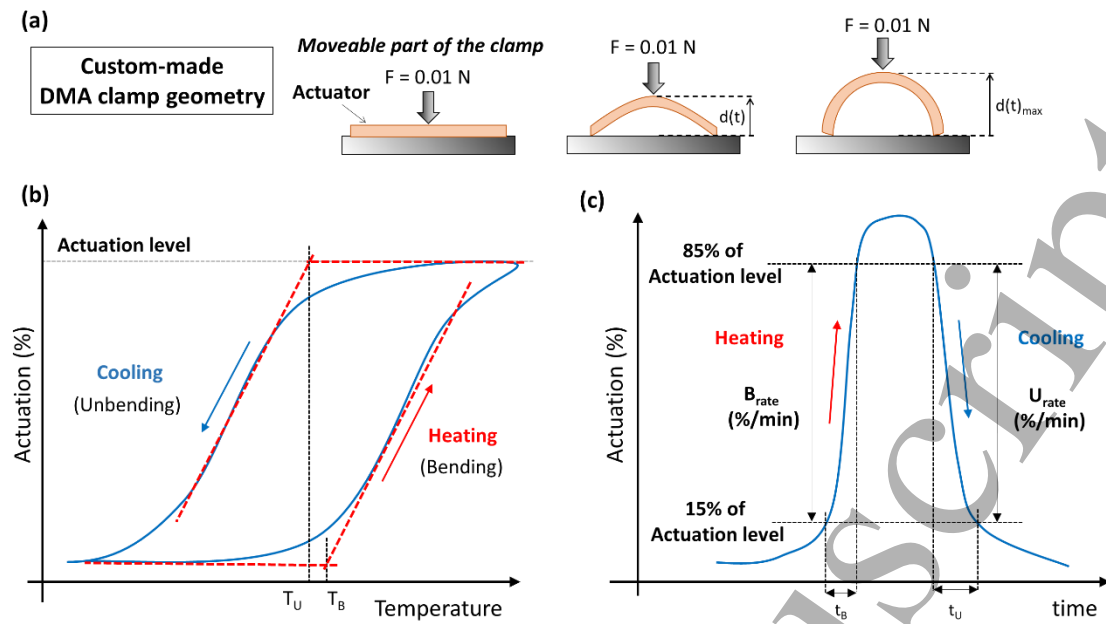 (a)
Custom-made
DMA clamp geometry
Moveable part of the clamp
F = 0.01 N
Actuator
F = 0.01 N
d(t)
F = 0.01 N
d(t)max
(b)
Actuation level
Actuation (%)
Cooling
(Unbending)
Heating
(Bending)
TU
TB
Temperature
(c)
85% of
Actuation level
Actuation (%)
Heating
Cooling
Brate
(%/min)
Urate
(%/min)
15% of
Actuation level
tB
tU
time